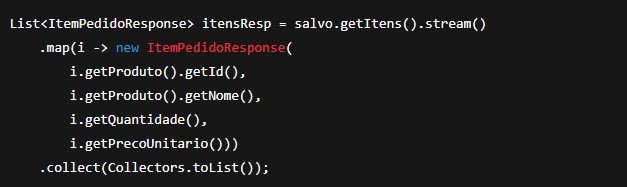 List<ItemPedidoResponse> itensResp = salvo.getItens().stream()
.map(i -> new ItemPedidoResponse(
i.getProduto().getId(),
i.getProduto().getNome(),
i.getQuantidade(),
i.getPrecoUnitario()))
.collect(Collectors.toList());